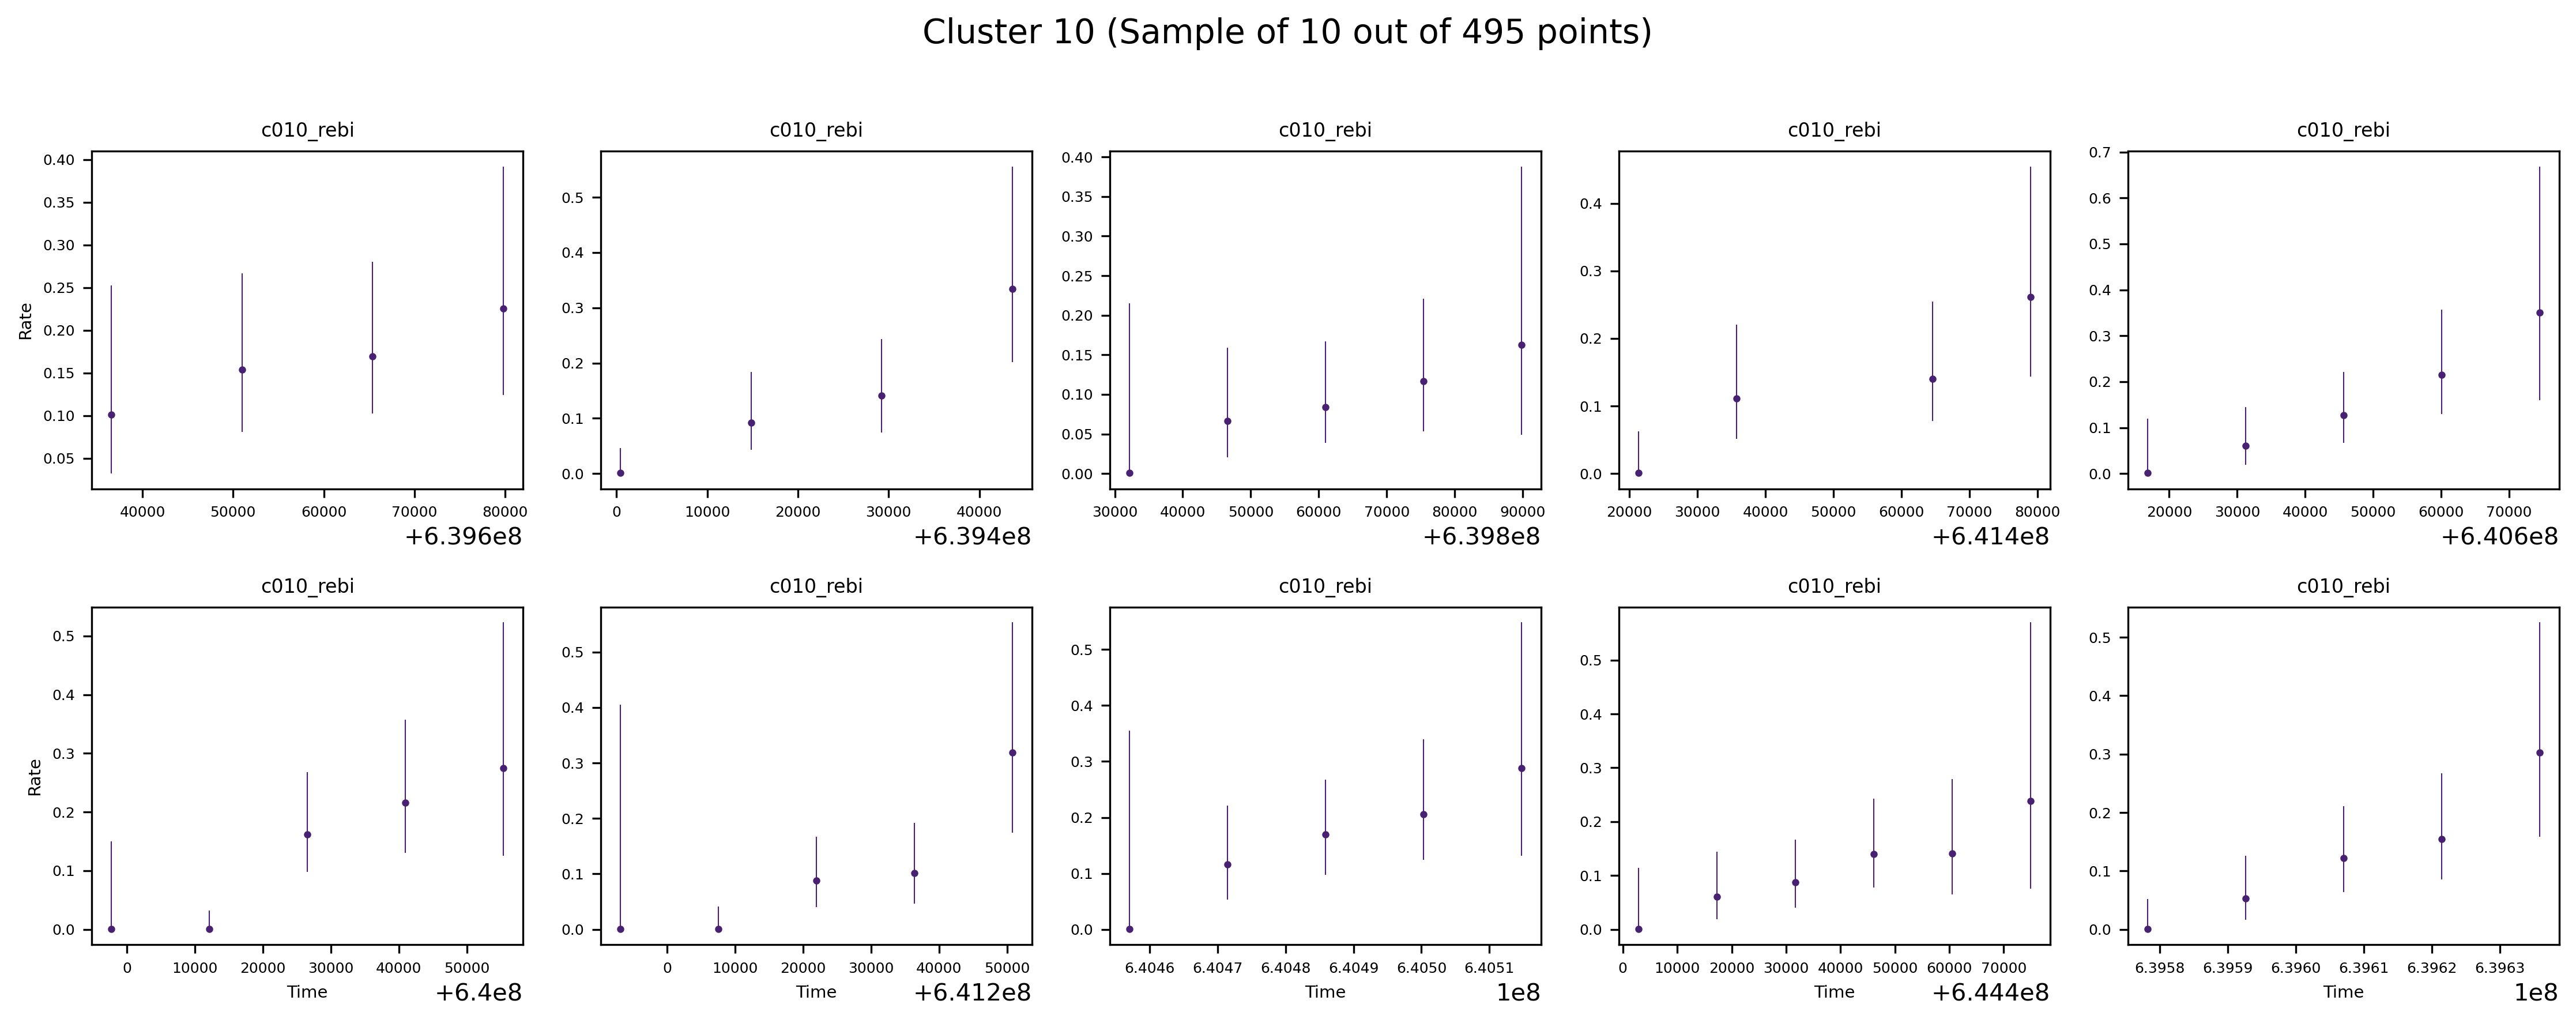 Cluster 10 (Sample of 10 out of 495 points)
c010_rebi c010_rebi c010_rebi c010_rebi c010_rebi
Rate
0.40
0.35
0.30
0.25
0.20
0.15
0.10
0.05
40000 50000 60000 70000 80000
+6.396e8
0.5
0.4
0.3
0.2
0.1
0.0
0 10000 20000 30000 40000
+6.394e8
0.40
0.35
0.30
0.25
0.20
0.15
0.10
0.05
0.00
30000 40000 50000 60000 70000 80000 90000
+6.398e8
0.4
0.3
0.2
0.1
0.0
20000 30000 40000 50000 60000 70000 80000
+6.414e8
0.7
0.6
0.5
0.4
0.3
0.2
0.1
0.0
20000 30000 40000 50000 60000 70000
+6.406e8
c010_rebi c010_rebi c010_rebi c010_rebi c010_rebi
Rate
0.5
0.4
0.3
0.2
0.1
0.0
0 10000 20000 30000 40000 50000
Time +6.4e8
0.5
0.4
0.3
0.2
0.1
0.0
0 10000 20000 30000 40000 50000
Time +6.412e8
0.5
0.4
0.3
0.2
0.1
0.0
6.4046 6.4047 6.4048 6.4049 6.4050 6.4051
Time 1e8
0.5
0.4
0.3
0.2
0.1
0.0
0 10000 20000 30000 40000 50000 60000 70000
Time +6.444e8
0.5
0.4
0.3
0.2
0.1
0.0
6.3958 6.3959 6.3960 6.3961 6.3962 6.3963
Time 1e8